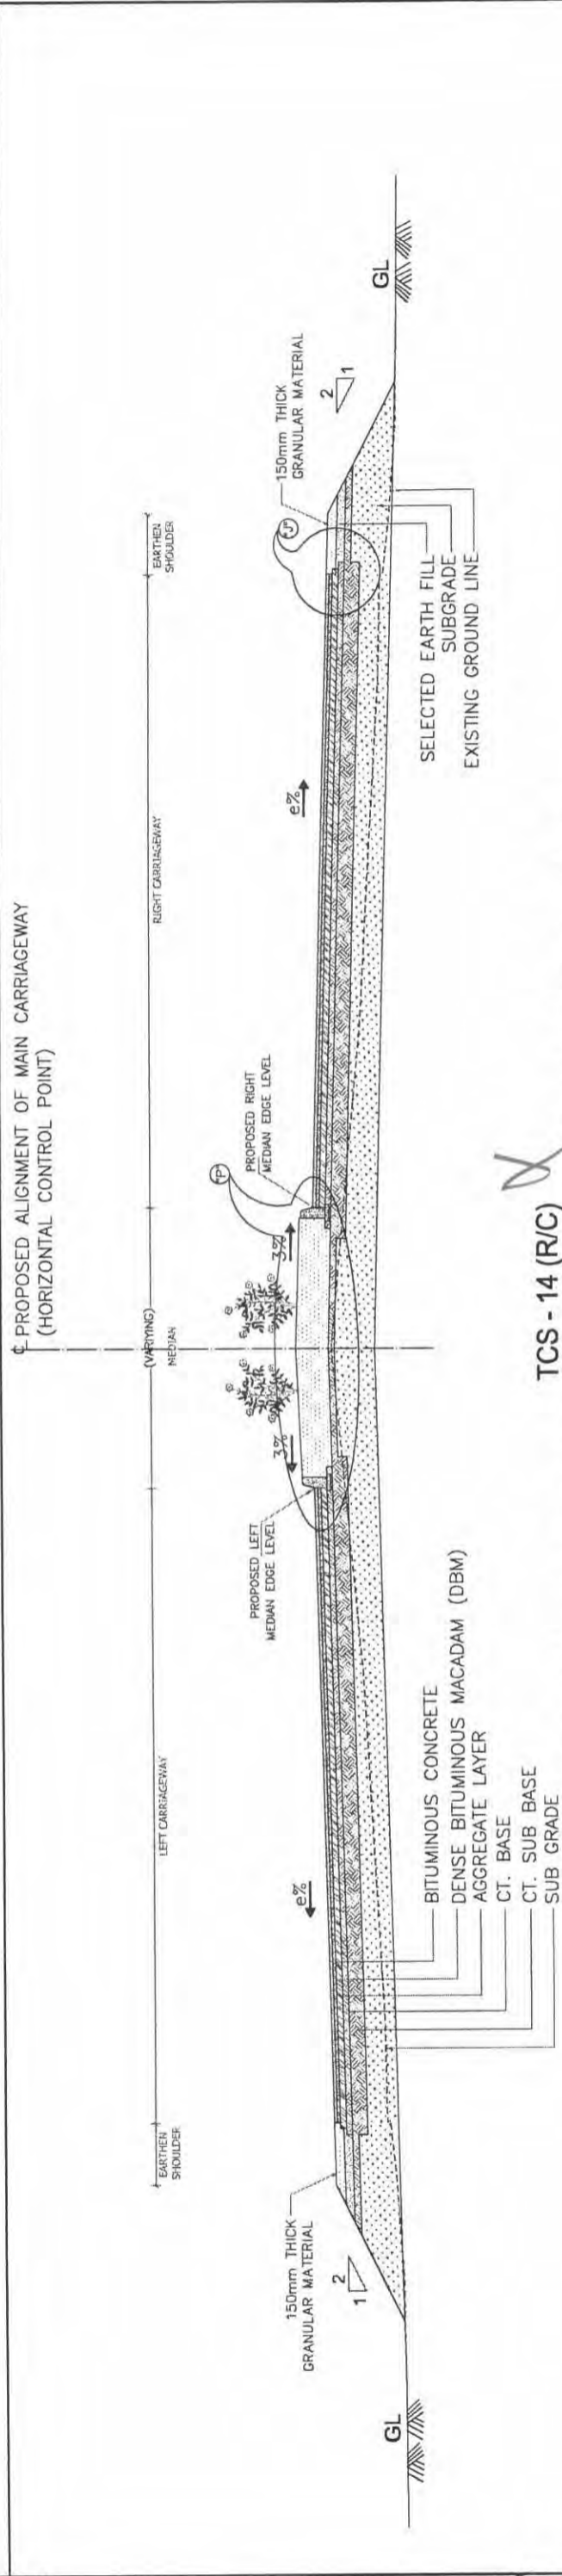 ℄ PROPOSED ALIGNMENT OF MAIN CARRIAGEWAY
(HORIZONTAL CONTROL POINT)
EARTHEN
SHOULDER
LEFT CARRIAGEWAY
(VARIYING)
MEDIAN
RIGHT CARRIAGEWAY
EARTHEN
SHOULDER
150mm THICK
GRANULAR MATERIAL
2
1
GL
e%
PROPOSED LEFT
MEDIAN EDGE LEVEL
3%
3%
PROPOSED RIGHT
MEDIAN EDGE LEVEL
e%
150mm THICK
GRANULAR MATERIAL
2
1
GL
BITUMINOUS CONCRETE
DENSE BITUMINOUS MACADAM (DBM)
AGGREGATE LAYER
CT. BASE
CT. SUB BASE
SUB GRADE
SELECTED EARTH FILL
SUBGRADE
EXISTING GROUND LINE
TCS - 14 (R/C)